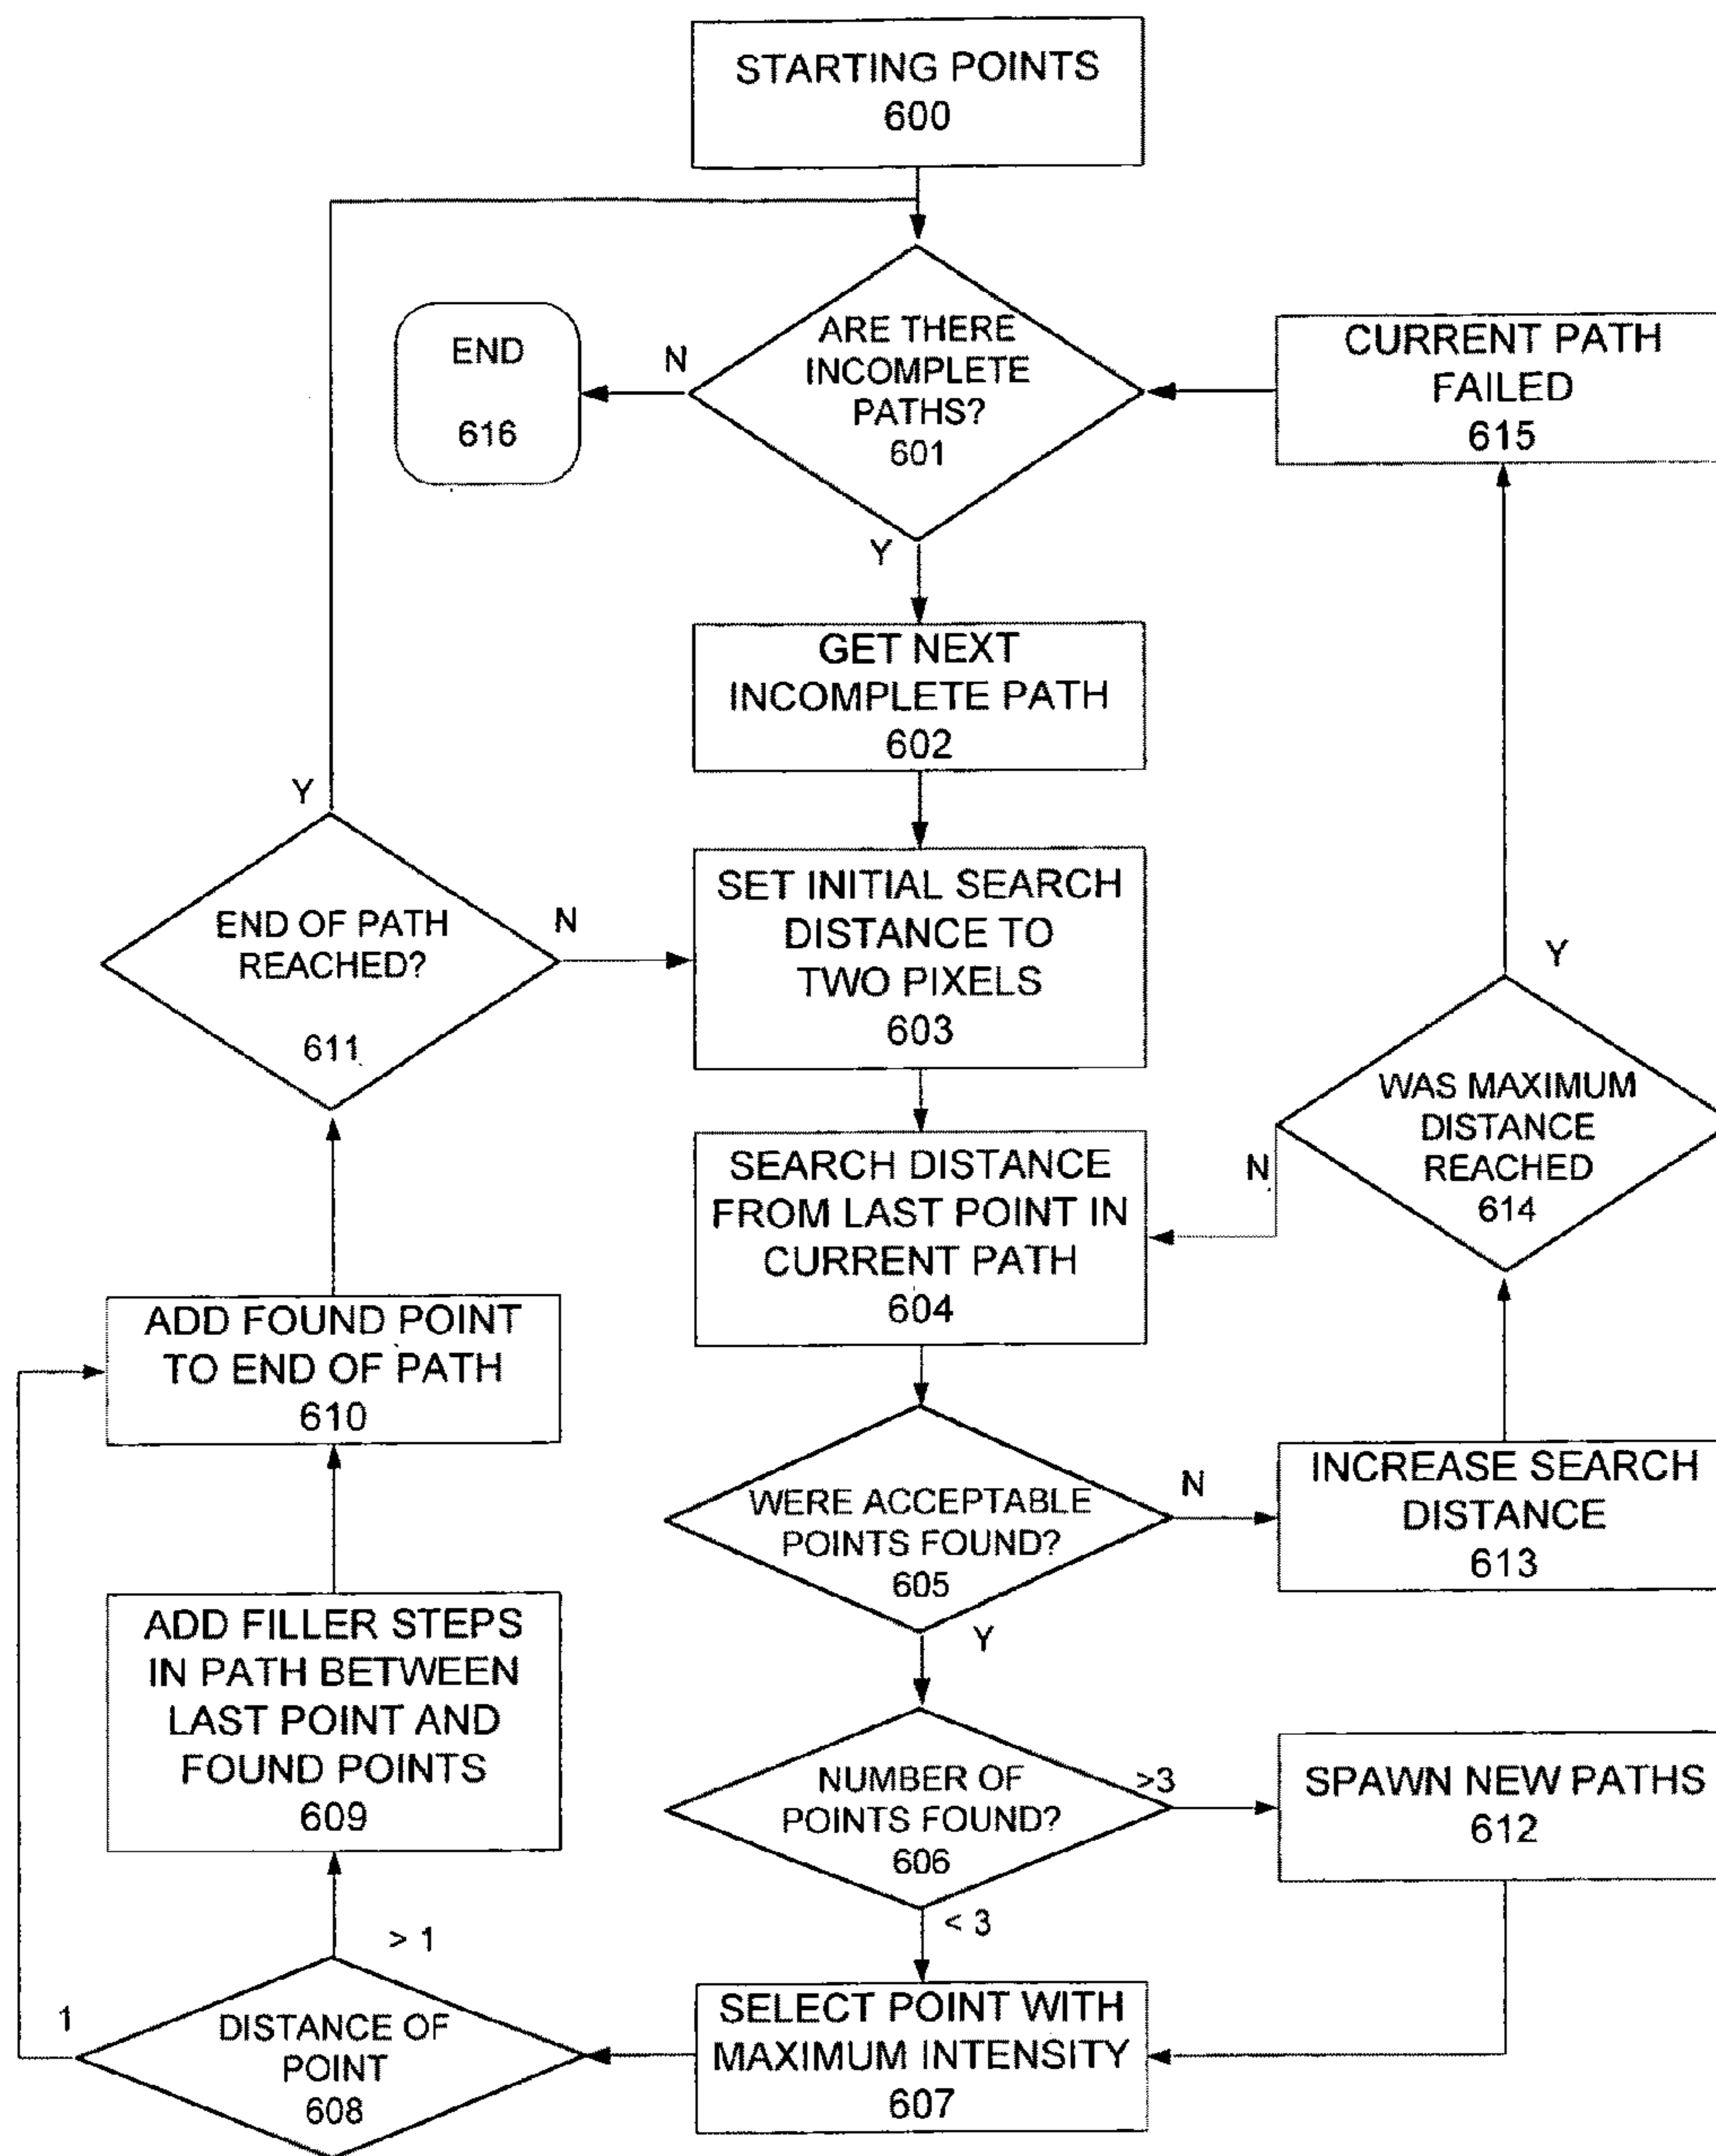 STARTING POINTS
600
ARE THERE
INCOMPLETE
PATHS?
601
N
Y
END
616
CURRENT PATH
FAILED
615
GET NEXT
INCOMPLETE PATH
602
Y
END OF PATH
REACHED?
611
N
SET INITIAL SEARCH
DISTANCE TO
TWO PIXELS
603
Y
WAS MAXIMUM
DISTANCE
REACHED
614
N
SEARCH DISTANCE
FROM LAST POINT IN
CURRENT PATH
604
ADD FOUND POINT
TO END OF PATH
610
WERE ACCEPTABLE
POINTS FOUND?
605
N
Y
INCREASE SEARCH
DISTANCE
613
ADD FILLER STEPS
IN PATH BETWEEN
LAST POINT AND
FOUND POINTS
609
NUMBER OF
POINTS FOUND?
606
>3
< 3
SPAWN NEW PATHS
612
> 1
1
DISTANCE OF
POINT
608
SELECT POINT WITH
MAXIMUM INTENSITY
607